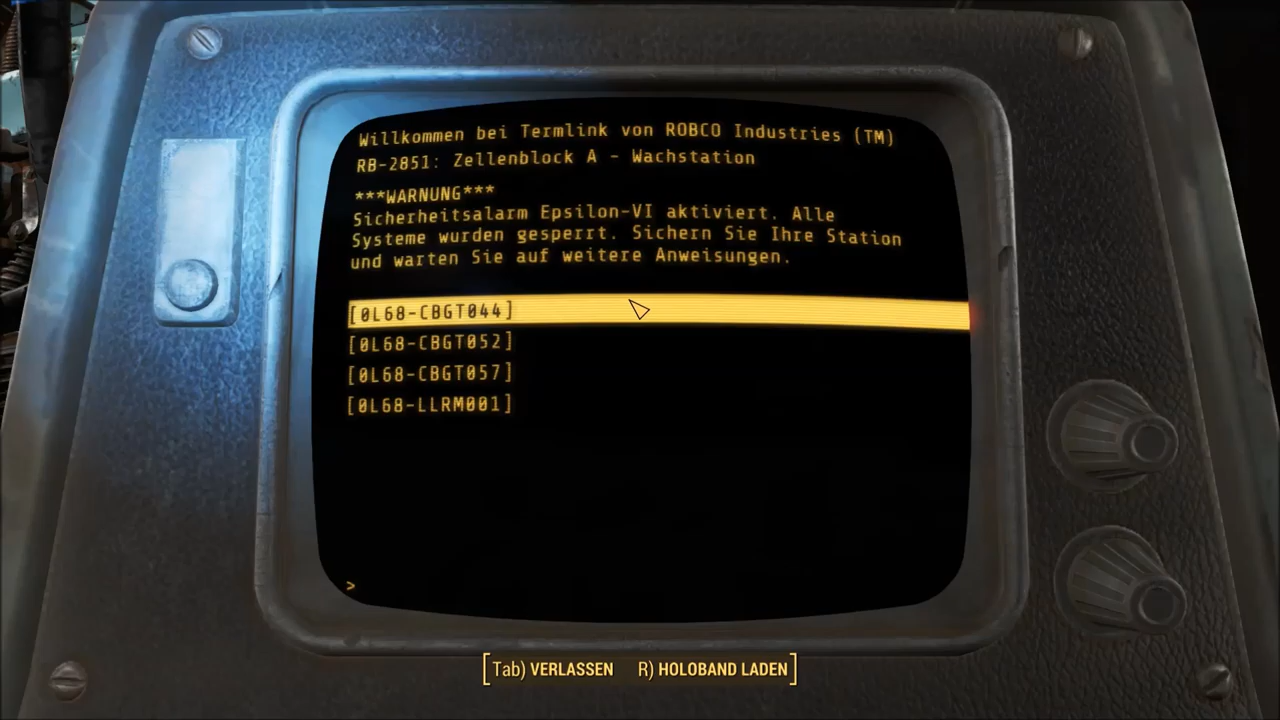 Willkommen bei Termlink von ROBCO Industries (TM)
RB-2851: Zellenblock A - Wachstation
***WARNUNG***
Sicherheitsalarm Epsilon-VI aktiviert. Alle
Systeme wurden gesperrt. Sichern Sie Ihre Station
und warten Sie auf weitere Anweisungen.
[0L68-CBGT044]
[0L68-CBGT052]
[0L68-CBGT057]
[0L68-LLRM001]
>
[Tab) VERLASSEN R) HOLOBAND LADEN]